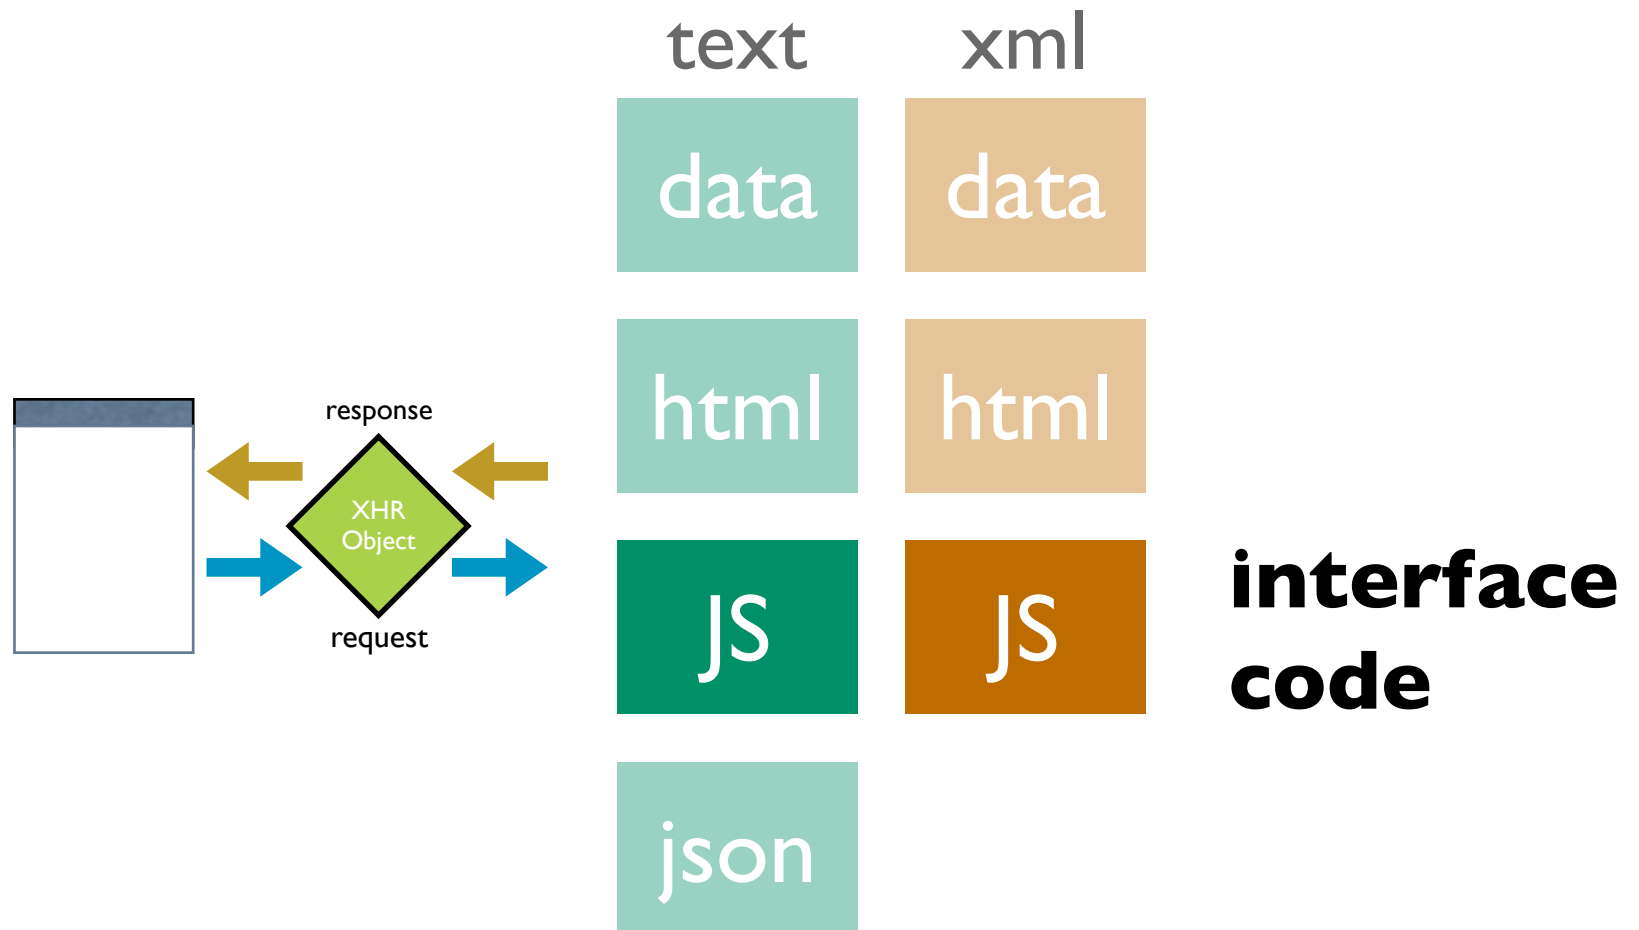 text xml
data data
html html
response
XHR
Object
request
JS JS
interface
code
json